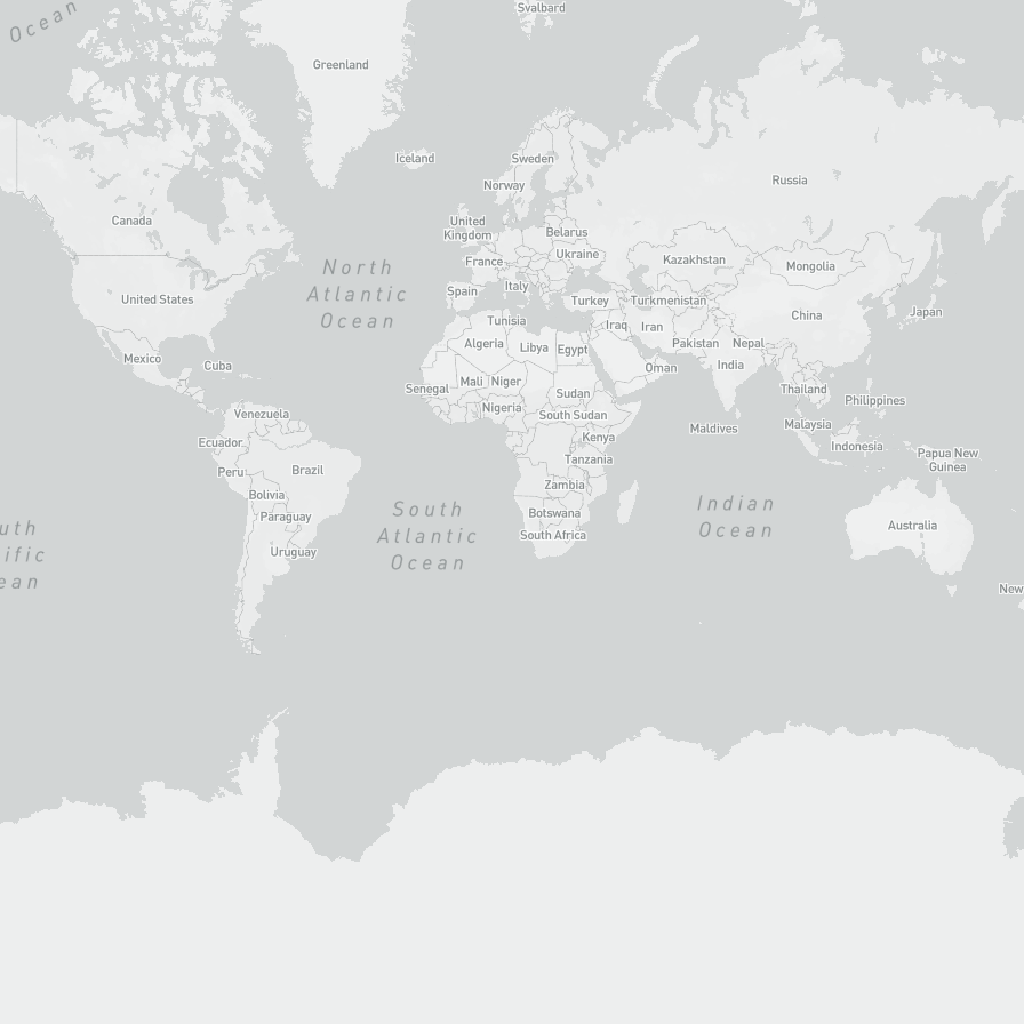 Ocean
Svalbard
Greenland
Iceland
Sweden
Norway
Russia
Canada
United
Kingdom
Belarus
Ukraine
France
Kazakhstan
Mongolia
North
Atlantic
Ocean
United States
Spain
Italy
Turkey
Turkmenistan
China
Japan
Tunisia
Iraq
Iran
Algeria
Libya
Egypt
Pakistan
Nepal
Mexico
Cuba
Oman
India
Senegal
Mali
Niger
Sudan
Thailand
Philippines
Venezuela
Nigeria
South Sudan
Maldives
Malaysia
Ecuador
Kenya
Indonesia
Papua New
Guinea
Peru
Brazil
Tanzania
Bolivia
Zambia
Paraguay
South
Atlantic
Ocean
Botswana
Indian
Ocean
Australia
South Africa
uth
ific
ean
Uruguay
New